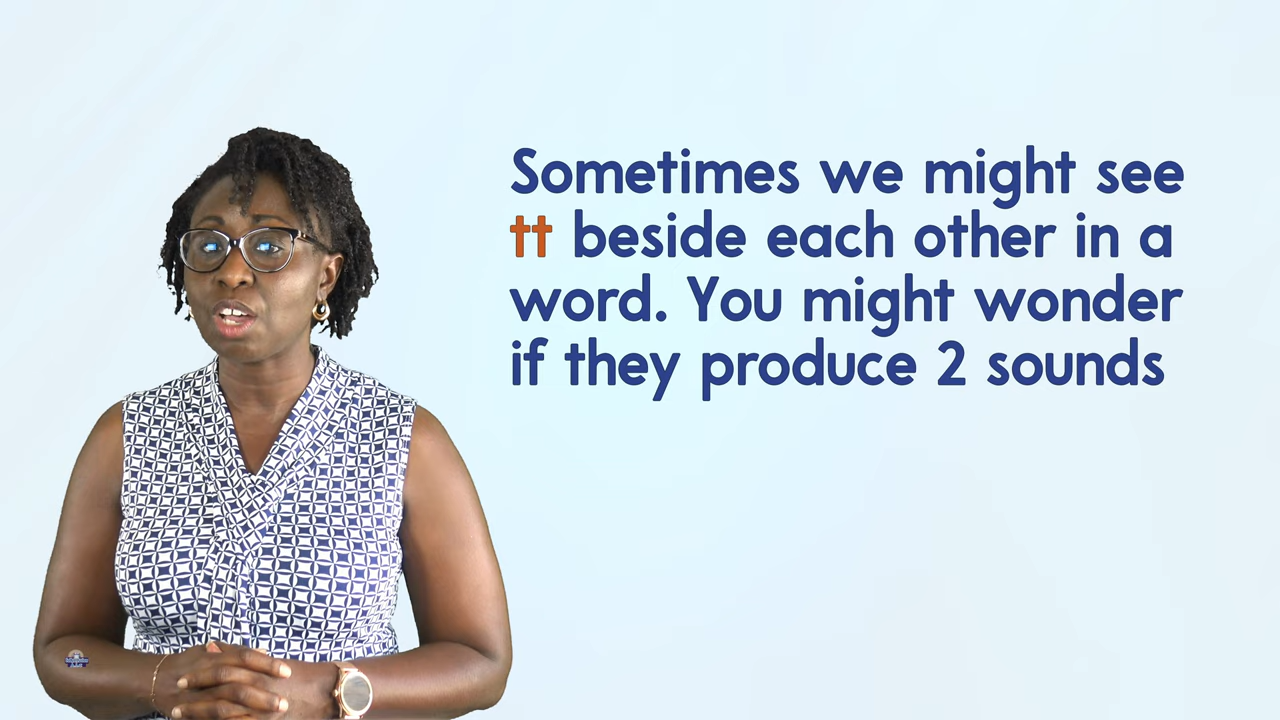 Sometimes we might see
tt beside each other in a
word. You might wonder
if they produce 2 sounds